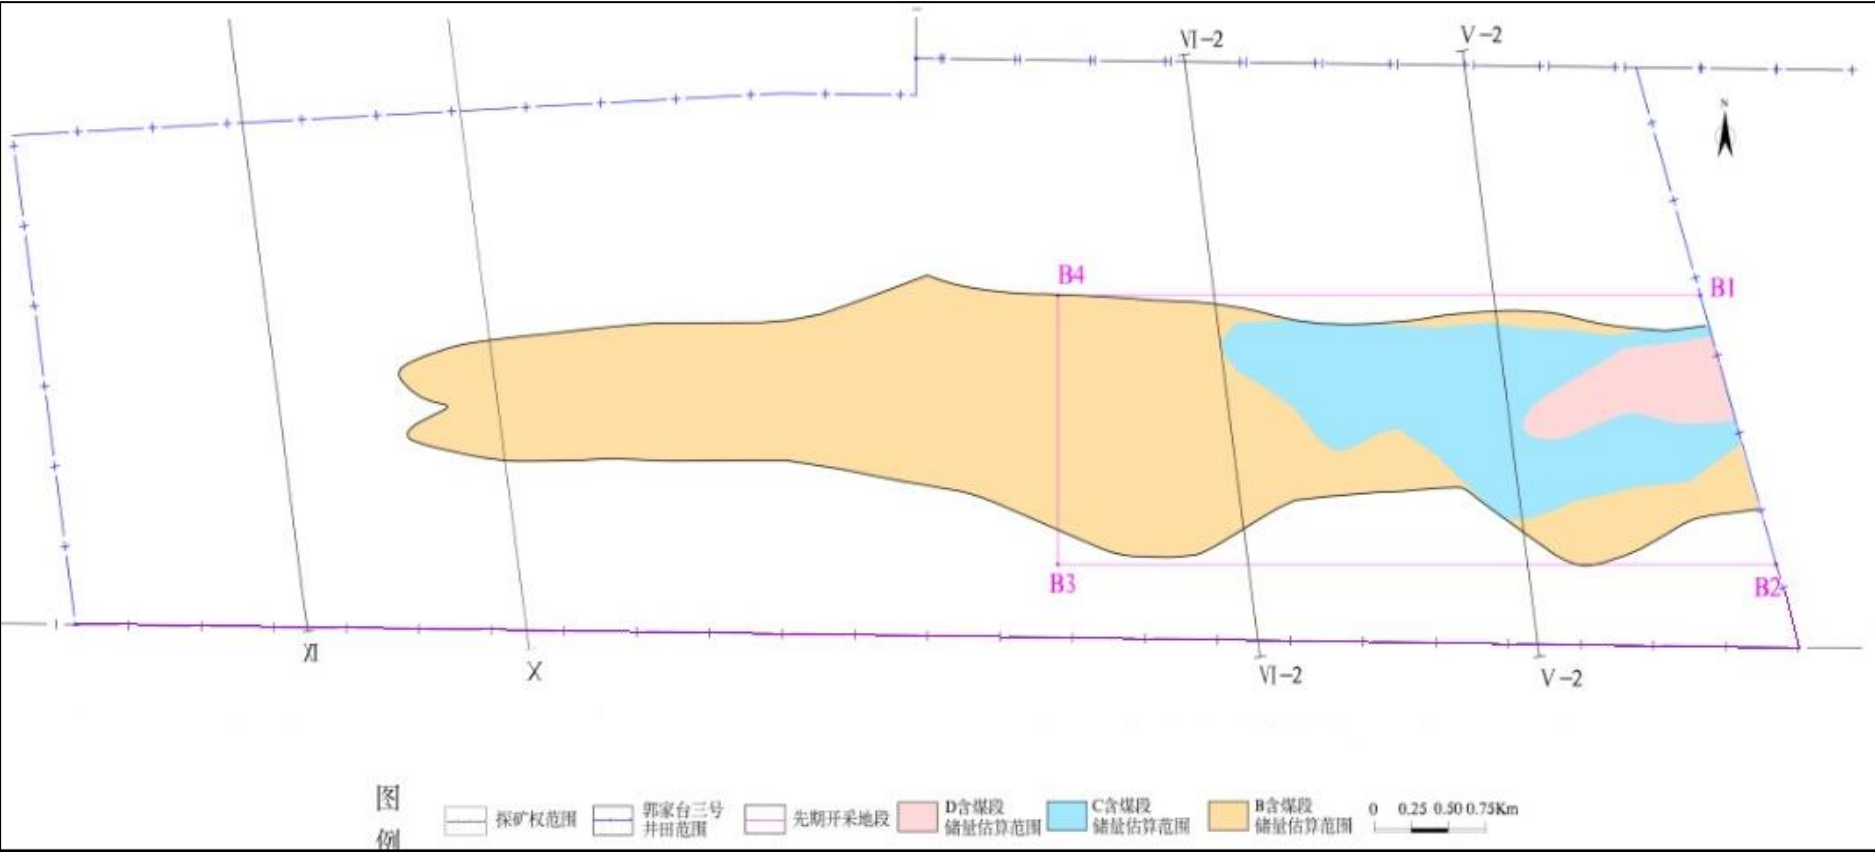 VI-2
V-2
N
B4
B1
B3
B2
XI
X
VI-2
V-2
图
例
探矿权范围
郭家台三号
井田范围
先期开采地段
D含煤段
储量估算范围
C含煤段
储量估算范围
B含煤段
储量估算范围
0 0.25 0.50 0.75Km